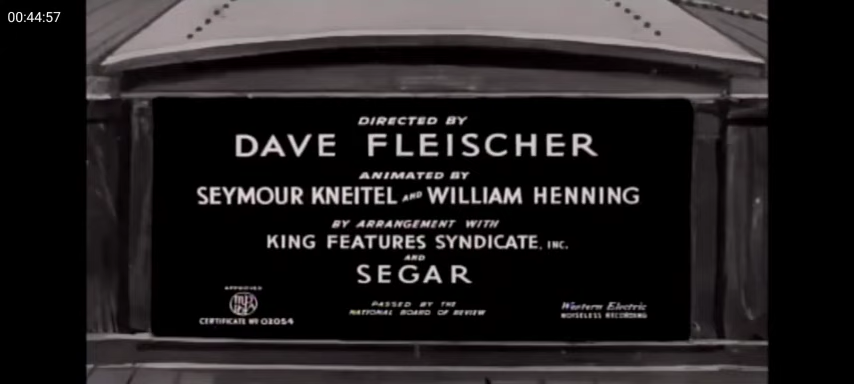 00:44:57
DIRECTED BY
DAVE FLEISCHER
ANIMATED BY
SEYMOUR KNEITEL AND WILLIAM HENNING
BY ARRANGEMENT WITH
KING FEATURES SYNDICATE, INC.
AND
SEGAR
APPROVED
CERTIFICATE Nº 02054
PASSED BY THE
NATIONAL BOARD OF REVIEW
Western Electric
NOISELESS RECORDING